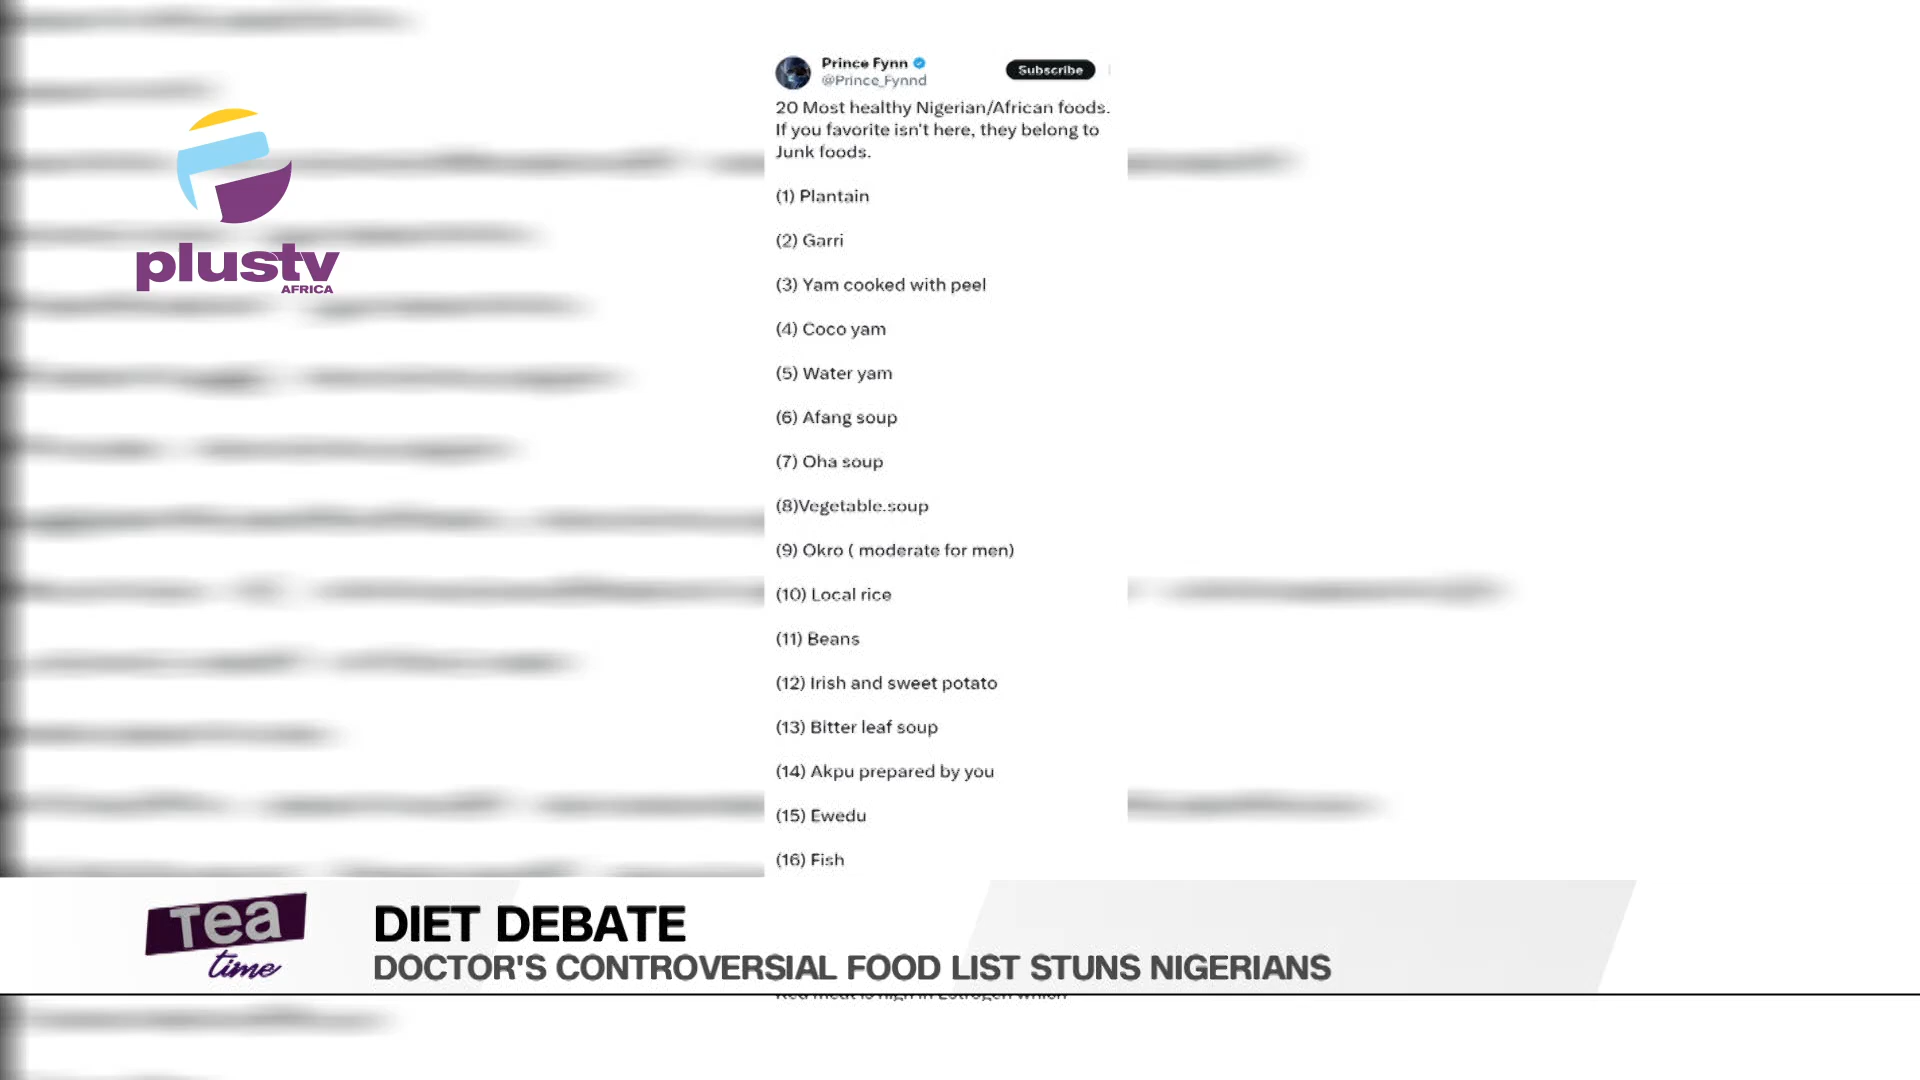 plustv
AFRICA
Prince Fynn
@Prince_Fynnd
Subscribe
20 Most healthy Nigerian/African foods.
If you favorite isn't here, they belong to
Junk foods.
(1) Plantain
(2) Garri
(3) Yam cooked with peel
(4) Coco yam
(5) Water yam
(6) Afang soup
(7) Oha soup
(8)Vegetable.soup
(9) Okro ( moderate for men)
(10) Local rice
(11) Beans
(12) Irish and sweet potato
(13) Bitter leaf soup
(14) Akpu prepared by you
(15) Ewedu
(16) Fish
Tea
time
DIET DEBATE
DOCTOR'S CONTROVERSIAL FOOD LIST STUNS NIGERIANS